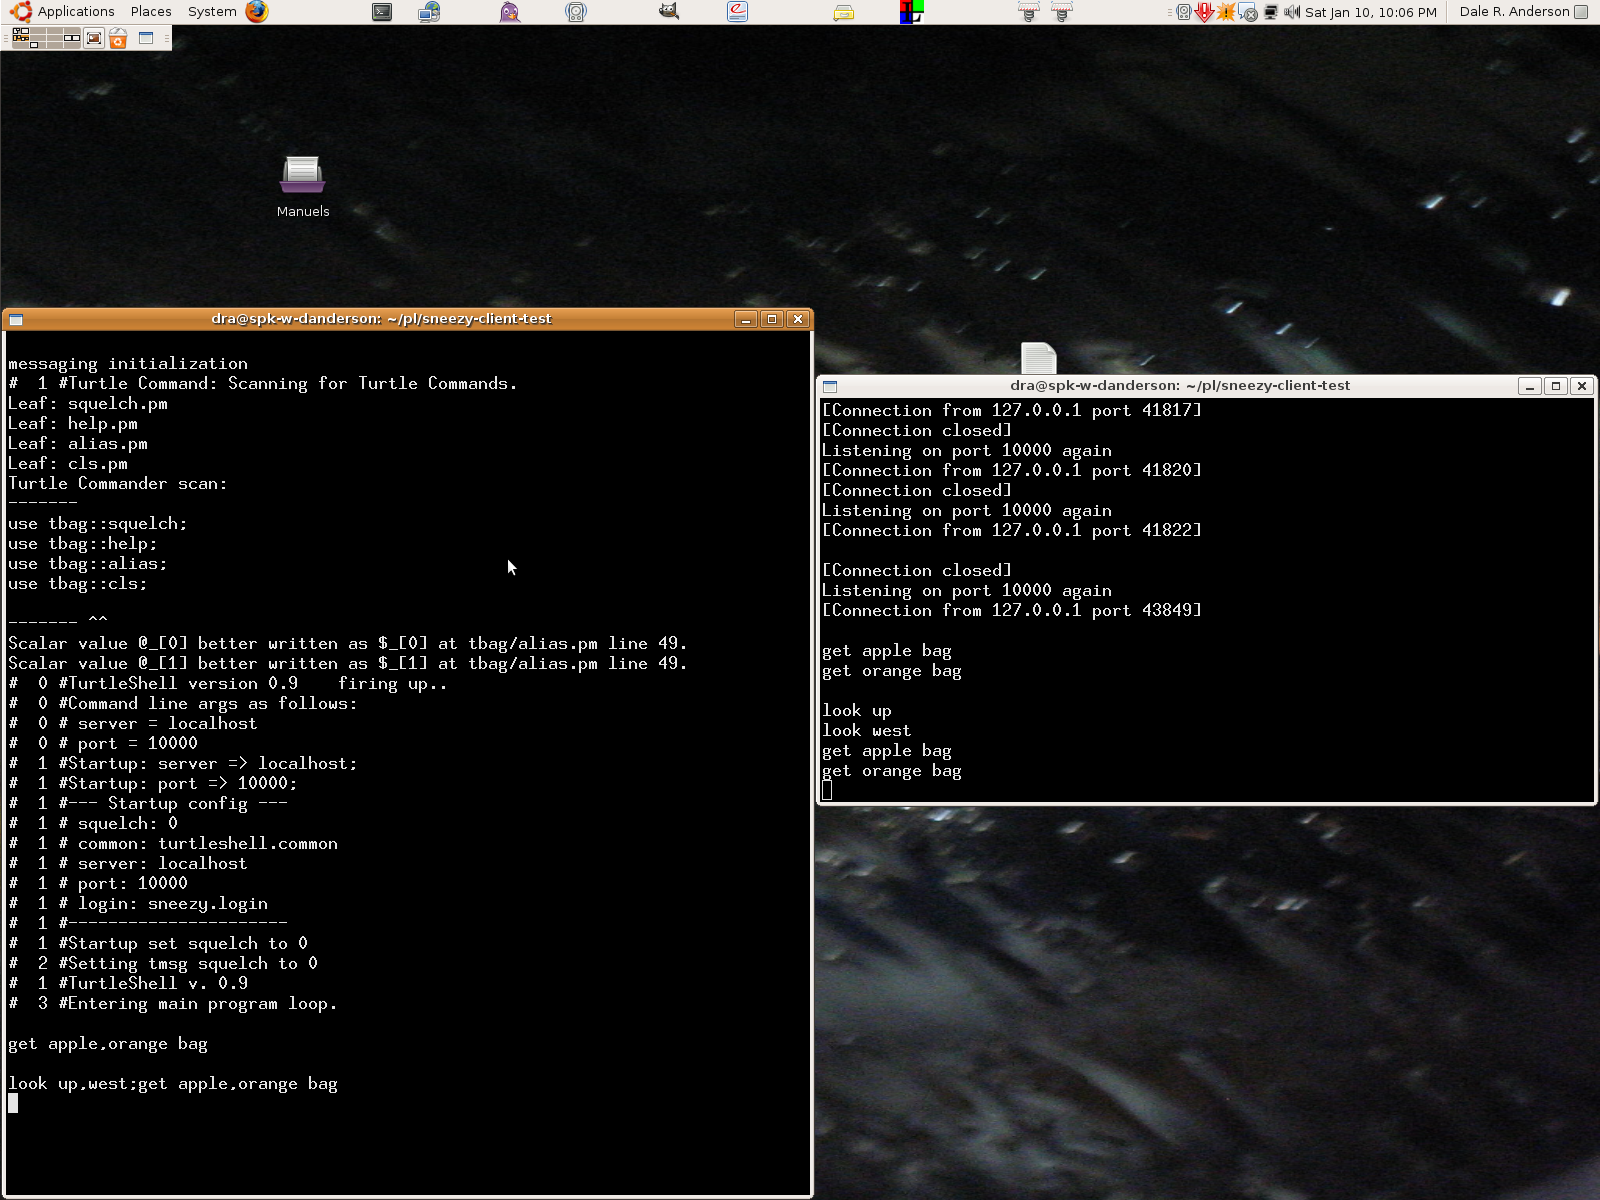 Applications Places System
Sat Jan 10, 10:06 PM
Dale R. Anderson
Manuels
dra@spk-w-danderson: ~/pl/sneezy-client-test
messaging initialization
#  1 #Turtle Command: Scanning for Turtle Commands.
Leaf: squelch.pm
Leaf: help.pm
Leaf: alias.pm
Leaf: cls.pm
Turtle Commander scan:
-------
use tbag::squelch;
use tbag::help;
use tbag::alias;
use tbag::cls;
------- ^^
Scalar value @_[0] better written as $_[0] at tbag/alias.pm line 49.
Scalar value @_[1] better written as $_[1] at tbag/alias.pm line 49.
#  0 #TurtleShell version 0.9    firing up..
#  0 #Command line args as follows:
#  0 # server = localhost
#  0 # port = 10000
#  1 #Startup: server => localhost;
#  1 #Startup: port => 10000;
#  1 #--- Startup config ---
#  1 # squelch: 0
#  1 # common: turtleshell.common
#  1 # server: localhost
#  1 # port: 10000
#  1 # login: sneezy.login
#  1 #----------------------
#  1 #Startup set squelch to 0
#  2 #Setting tmsg squelch to 0
#  1 #TurtleShell v. 0.9
#  3 #Entering main program loop.
get apple,orange bag
look up,west;get apple,orange bag
dra@spk-w-danderson: ~/pl/sneezy-client-test
[Connection from 127.0.0.1 port 41817]
[Connection closed]
Listening on port 10000 again
[Connection from 127.0.0.1 port 41820]
[Connection closed]
Listening on port 10000 again
[Connection from 127.0.0.1 port 41822]
[Connection closed]
Listening on port 10000 again
[Connection from 127.0.0.1 port 43849]
get apple bag
get orange bag
look up
look west
get apple bag
get orange bag